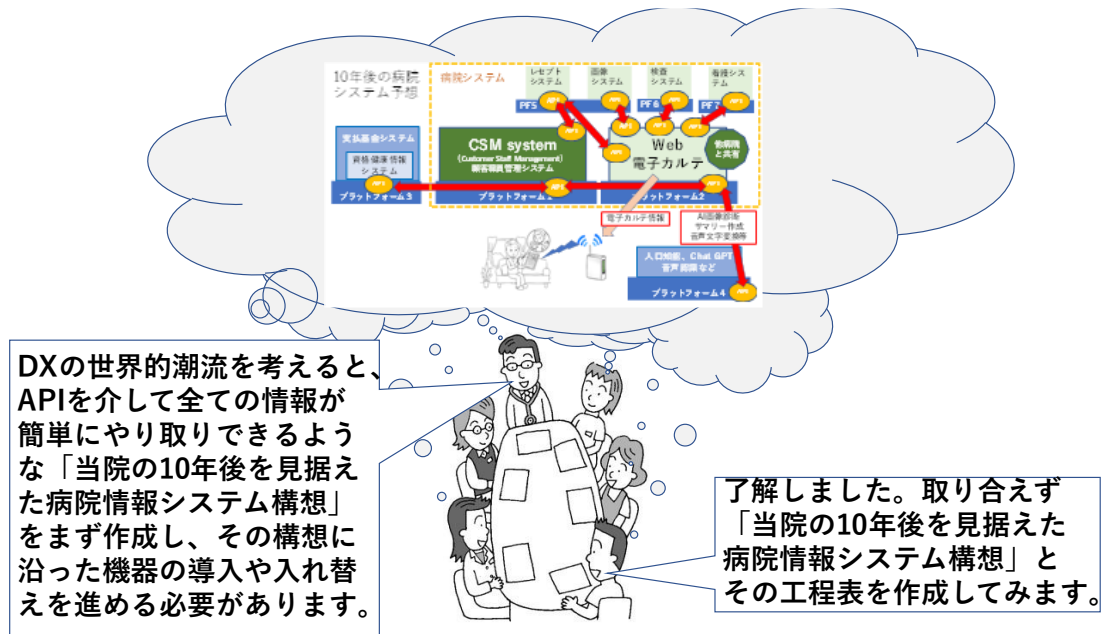 10年後の病院
システム予想
病院システム
レセプト
システム
画像
システム
検査
システム
看護シス
テム
PF5
PF6
PF7
支払基金システム
資格健康情報
システム
プラットフォーム3
CSM system
(Customer Staff Management)
顧客職員管理システム
プラットフォーム1
Web
電子カルテ
他病院
と共有
プラットフォーム2
API
API
API
API
API
API
API
API
API
電子カルテ情報
AI画像診断
サマリー作成
音声文字変換等
人口知能、Chat GPT
音声認識など
プラットフォーム4
DXの世界的潮流を考えると、
APIを介して全ての情報が
簡単にやり取りできるよう
な「当院の10年後を見据え
た病院情報システム構想」
をまず作成し、その構想に
沿った機器の導入や入れ替
えを進める必要があります。
了解しました。取り合えず
「当院の10年後を見据えた
病院情報システム構想」と
その工程表を作成してみます。